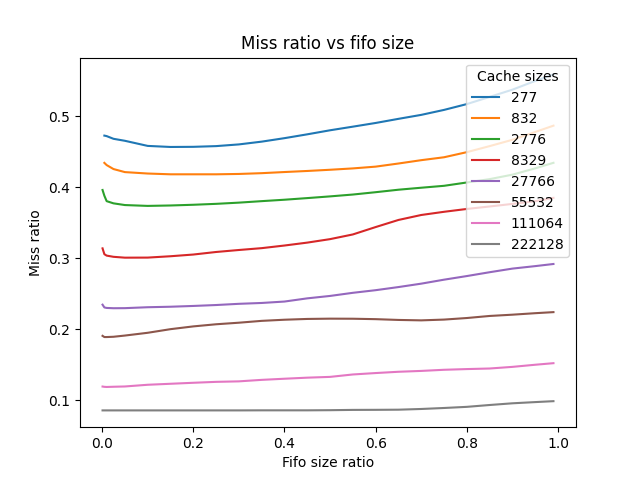 Miss ratio vs fifo size
Cache sizes
277
832
2776
8329
27766
55532
111064
222128
Miss ratio
0.5
0.4
0.3
0.2
0.1
0.0 0.2 0.4 0.6 0.8 1.0
Fifo size ratio